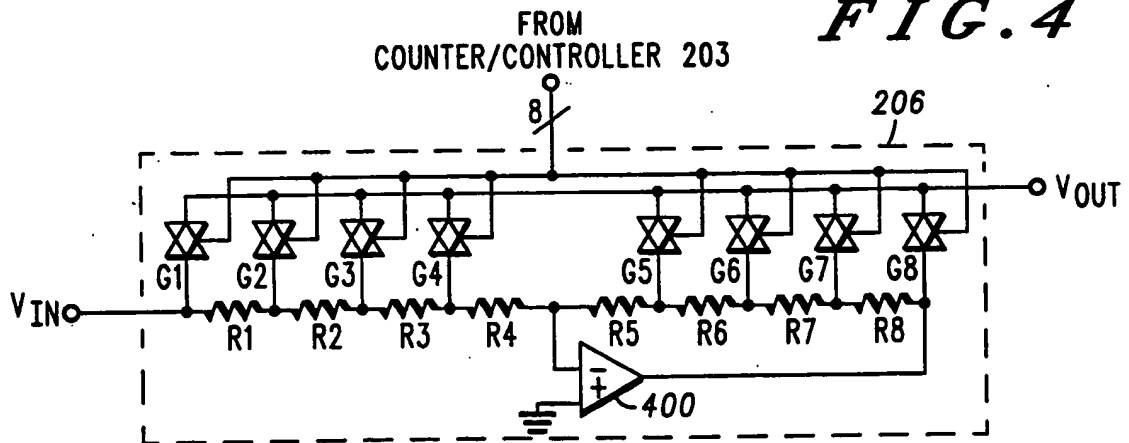 FIG.4
FROM
COUNTER/CONTROLLER 203
8
206
VOUT
G1 G2 G3 G4 G5 G6 G7 G8
VIN
R1 R2 R3 R4 R5 R6 R7 R8
−
+
400